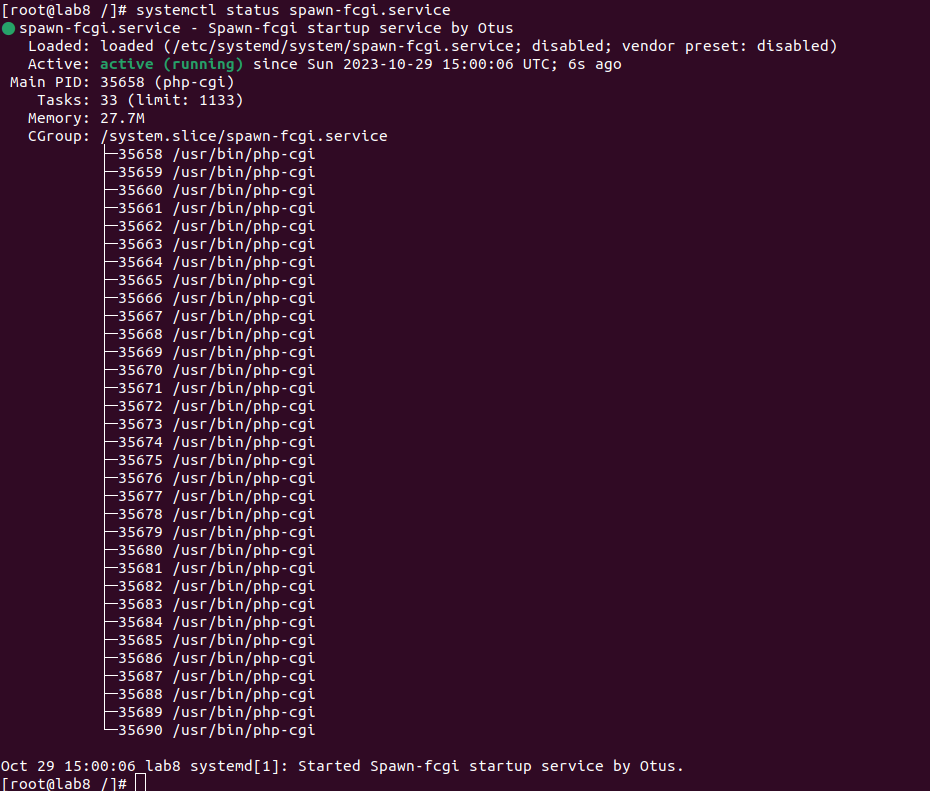 [root@lab8 /]# systemctl status spawn-fcgi.service
● spawn-fcgi.service - Spawn-fcgi startup service by Otus
   Loaded: loaded (/etc/systemd/system/spawn-fcgi.service; disabled; vendor preset: disabled)
   Active: active (running) since Sun 2023-10-29 15:00:06 UTC; 6s ago
 Main PID: 35658 (php-cgi)
    Tasks: 33 (limit: 1133)
   Memory: 27.7M
   CGroup: /system.slice/spawn-fcgi.service
           ├─35658 /usr/bin/php-cgi
           ├─35659 /usr/bin/php-cgi
           ├─35660 /usr/bin/php-cgi
           ├─35661 /usr/bin/php-cgi
           ├─35662 /usr/bin/php-cgi
           ├─35663 /usr/bin/php-cgi
           ├─35664 /usr/bin/php-cgi
           ├─35665 /usr/bin/php-cgi
           ├─35666 /usr/bin/php-cgi
           ├─35667 /usr/bin/php-cgi
           ├─35668 /usr/bin/php-cgi
           ├─35669 /usr/bin/php-cgi
           ├─35670 /usr/bin/php-cgi
           ├─35671 /usr/bin/php-cgi
           ├─35672 /usr/bin/php-cgi
           ├─35673 /usr/bin/php-cgi
           ├─35674 /usr/bin/php-cgi
           ├─35675 /usr/bin/php-cgi
           ├─35676 /usr/bin/php-cgi
           ├─35677 /usr/bin/php-cgi
           ├─35678 /usr/bin/php-cgi
           ├─35679 /usr/bin/php-cgi
           ├─35680 /usr/bin/php-cgi
           ├─35681 /usr/bin/php-cgi
           ├─35682 /usr/bin/php-cgi
           ├─35683 /usr/bin/php-cgi
           ├─35684 /usr/bin/php-cgi
           ├─35685 /usr/bin/php-cgi
           ├─35686 /usr/bin/php-cgi
           ├─35687 /usr/bin/php-cgi
           ├─35688 /usr/bin/php-cgi
           ├─35689 /usr/bin/php-cgi
           └─35690 /usr/bin/php-cgi

Oct 29 15:00:06 lab8 systemd[1]: Started Spawn-fcgi startup service by Otus.
[root@lab8 /]#